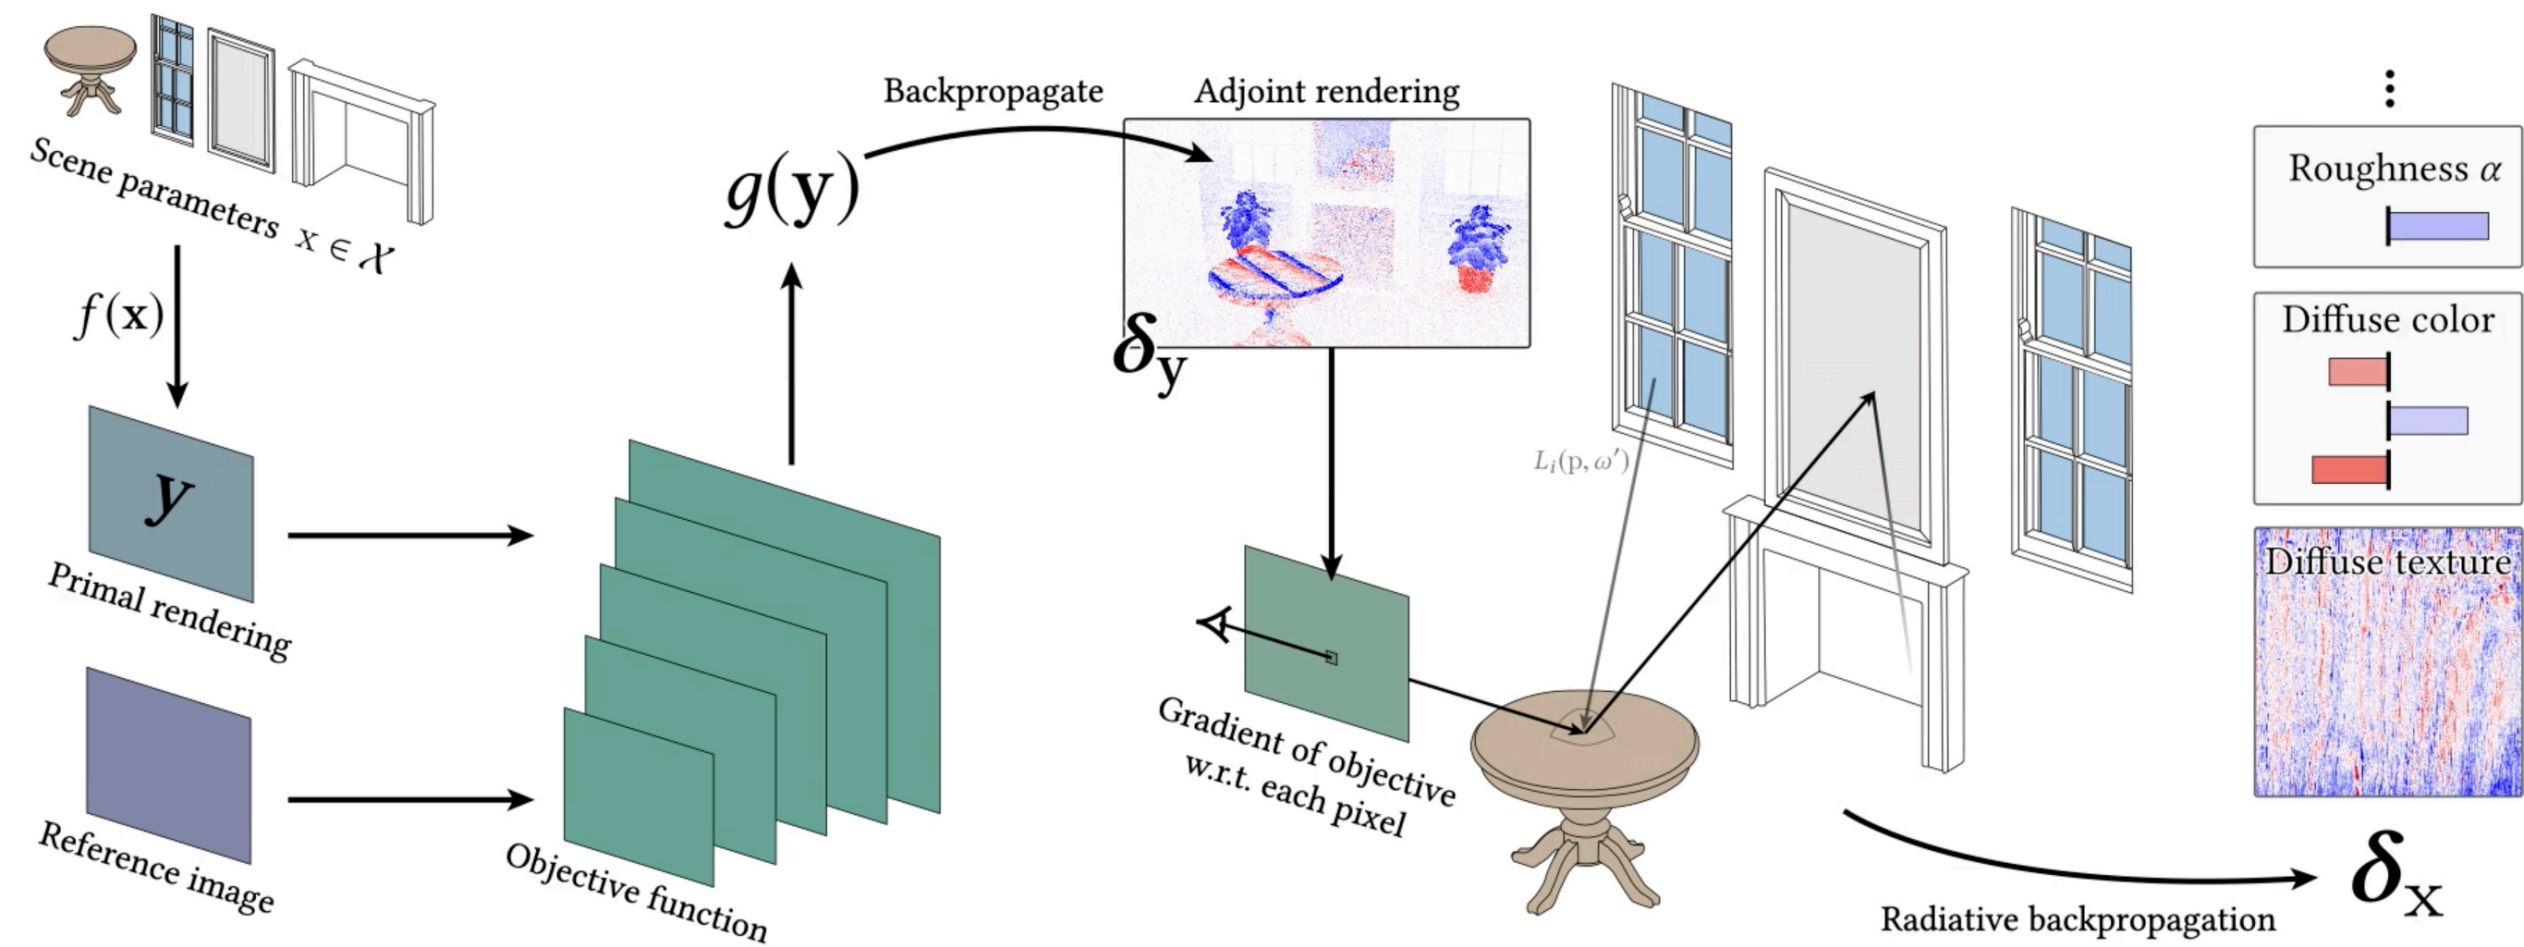 Scene parameters x ∈ 𝒳
f(x)
y
Primal rendering
Reference image
Objective function
g(y)
Backpropagate
Adjoint rendering
δy
Gradient of objective
w.r.t. each pixel
Lᵢ(p, ω′)
Radiative backpropagation
⋮
Roughness α
Diffuse color
Diffuse texture
δx